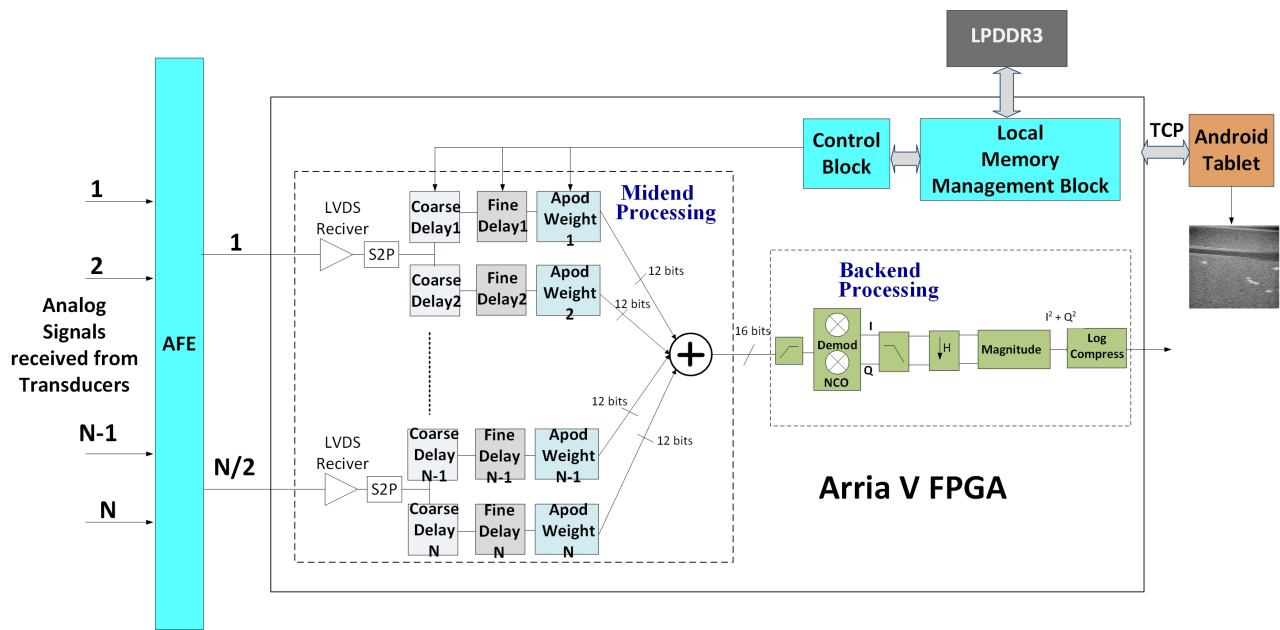 LPDDR3
Control
Block
Local
Memory
Management Block
TCP
Android
Tablet
1
2
Analog
Signals
received from
Transducers
N-1
N
AFE
1
N/2
Midend
Processing
LVDS
Reciver
S2P
Coarse
Delay1
Fine
Delay1
Apod
Weight
1
Coarse
Delay2
Fine
Delay2
Apod
Weight
2
12 bits
12 bits
12 bits
12 bits
LVDS
Reciver
S2P
Coarse
Delay
N-1
Fine
Delay
N-1
Apod
Weight
N-1
Coarse
Delay
N
Fine
Delay
N
Apod
Weight
N
+
16 bits
Backend
Processing
Demod
NCO
I
Q
H
Magnitude
I² + Q²
Log
Compress
Arria V FPGA